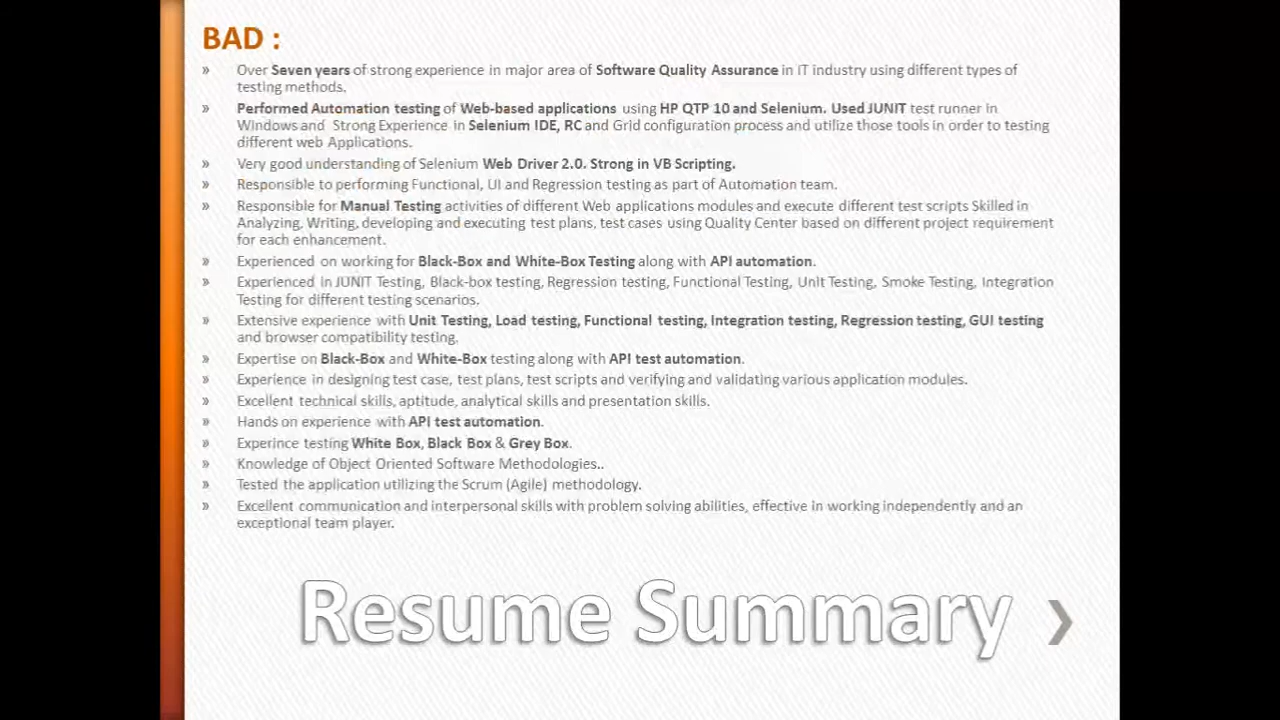 BAD :
» Over Seven years of strong experience in major area of Software Quality Assurance in IT industry using different types of
testing methods.
» Performed Automation testing of Web-based applications using HP QTP 10 and Selenium. Used JUNIT test runner in
Windows and Strong Experience in Selenium IDE, RC and Grid configuration process and utilize those tools in order to testing
different web Applications.
» Very good understanding of Selenium Web Driver 2.0. Strong in VB Scripting.
» Responsible to performing Functional, UI and Regression testing as part of Automation team.
» Responsible for Manual Testing activities of different Web applications modules and execute different test scripts Skilled in
Analyzing, Writing, developing and executing test plans, test cases using Quality Center based on different project requirement
for each enhancement.
» Experienced on working for Black-Box and White-Box Testing along with API automation.
» Experienced in JUNIT Testing, Black-box testing, Regression testing, Functional Testing, Unit Testing, Smoke Testing, Integration
Testing for different testing scenarios.
» Extensive experience with Unit Testing, Load testing, Functional testing, Integration testing, Regression testing, GUI testing
and browser compatibility testing.
» Expertise on Black-Box and White-Box testing along with API test automation.
» Experience in designing test case, test plans, test scripts and verifying and validating various application modules.
» Excellent technical skills, aptitude, analytical skills and presentation skills.
» Hands on experience with API test automation.
» Experince testing White Box, Black Box & Grey Box.
» Knowledge of Object Oriented Software Methodologies..
» Tested the application utilizing the Scrum (Agile) methodology.
» Excellent communication and interpersonal skills with problem solving abilities, effective in working independently and an
exceptional team player.
Resume Summary